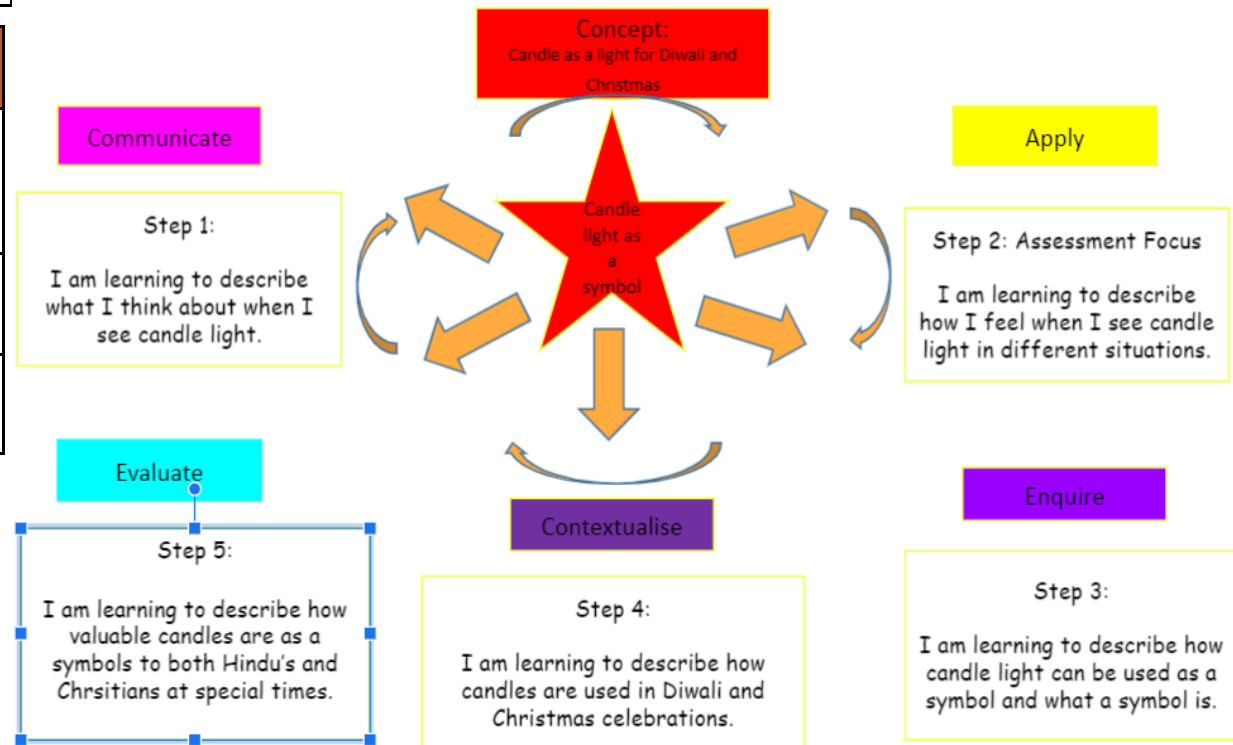 Concept:
Candle as a light for Diwali and
Christmas
Communicate
Apply
Candle
light as
a
symbol
Step 1:
I am learning to describe
what I think about when I
see candle light.
Step 2: Assessment Focus
I am learning to describe
how I feel when I see candle
light in different situations.
Evaluate
Contextualise
Enquire
Step 5:
I am learning to describe how
valuable candles are as a
symbols to both Hindu's and
Chrsitians at special times.
Step 4:
I am learning to describe how
candles are used in Diwali and
Christmas celebrations.
Step 3:
I am learning to describe how
candle light can be used as a
symbol and what a symbol is.